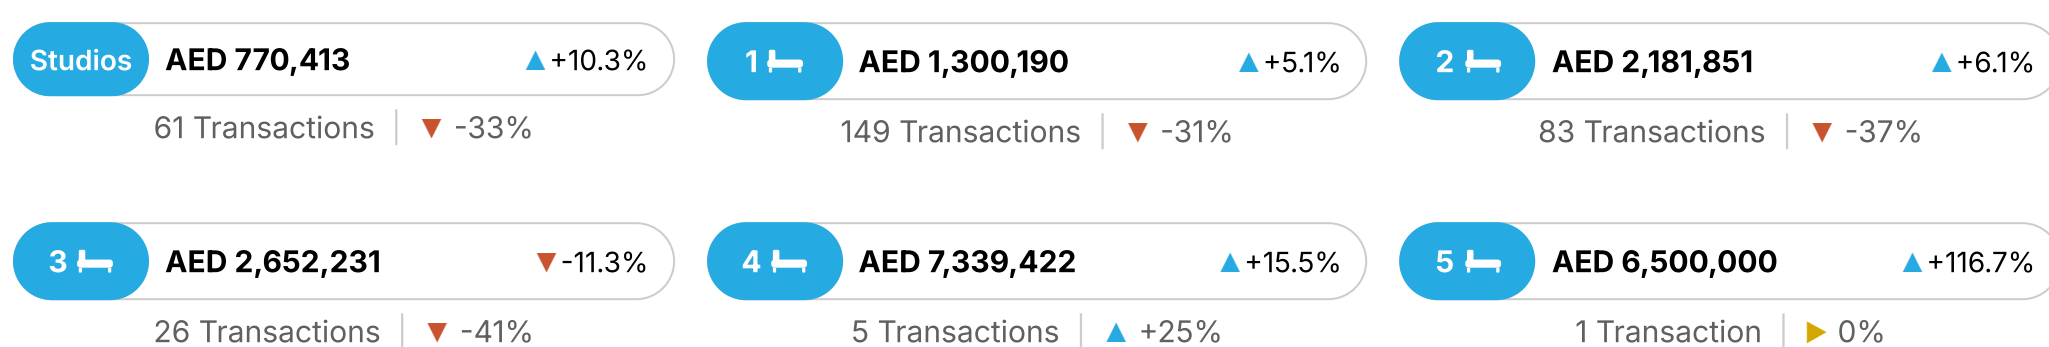 Studios AED 770,413 ▲+10.3%
61 Transactions | ▼ -33%
1 AED 1,300,190 ▲+5.1%
149 Transactions | ▼ -31%
2 AED 2,181,851 ▲+6.1%
83 Transactions | ▼ -37%
3 AED 2,652,231 ▼-11.3%
26 Transactions | ▼ -41%
4 AED 7,339,422 ▲+15.5%
5 Transactions | ▲ +25%
5 AED 6,500,000 ▲+116.7%
1 Transaction | ▶ 0%